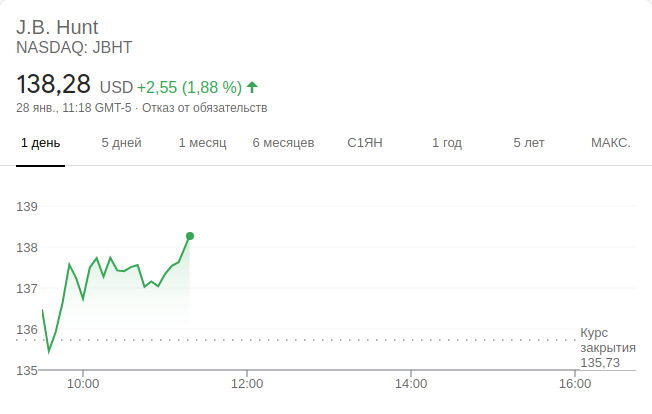 J.B. Hunt
NASDAQ: JBHT
138,28 USD +2,55 (1,88 %)
28 янв., 11:18 GMT-5 · Отказ от обязательств
1 день 5 дней 1 месяц 6 месяцев С1ЯН 1 год 5 лет МАКС.
139
138
137
136
Курс
закрытия
135,73
135
10:00 12:00 14:00 16:00